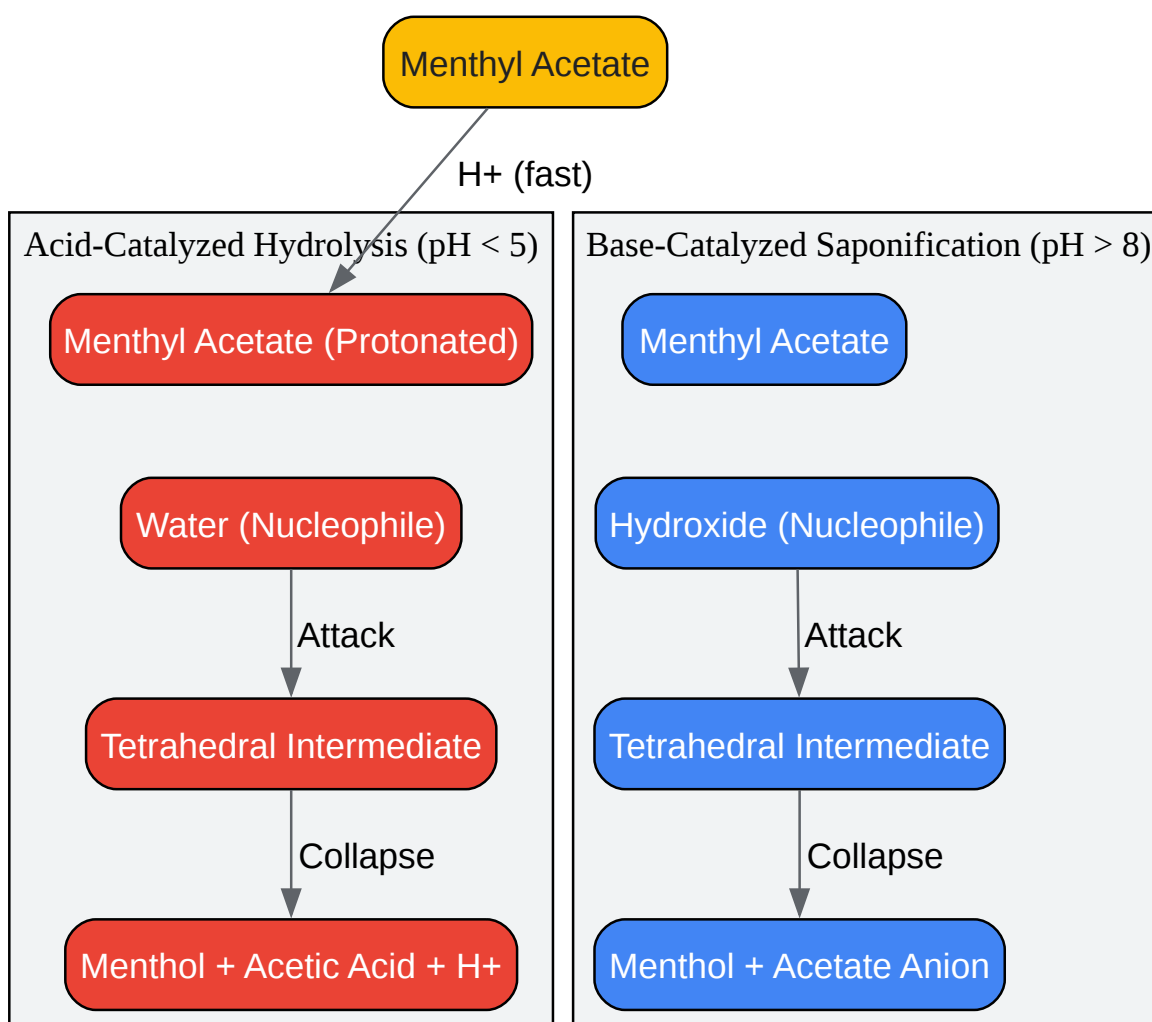 Menthyl Acetate
H+ (fast)
Acid-Catalyzed Hydrolysis (pH < 5)
Menthyl Acetate (Protonated)
Water (Nucleophile)
Attack
Tetrahedral Intermediate
Collapse
Menthol + Acetic Acid + H+
Base-Catalyzed Saponification (pH > 8)
Menthyl Acetate
Hydroxide (Nucleophile)
Attack
Tetrahedral Intermediate
Collapse
Menthol + Acetate Anion